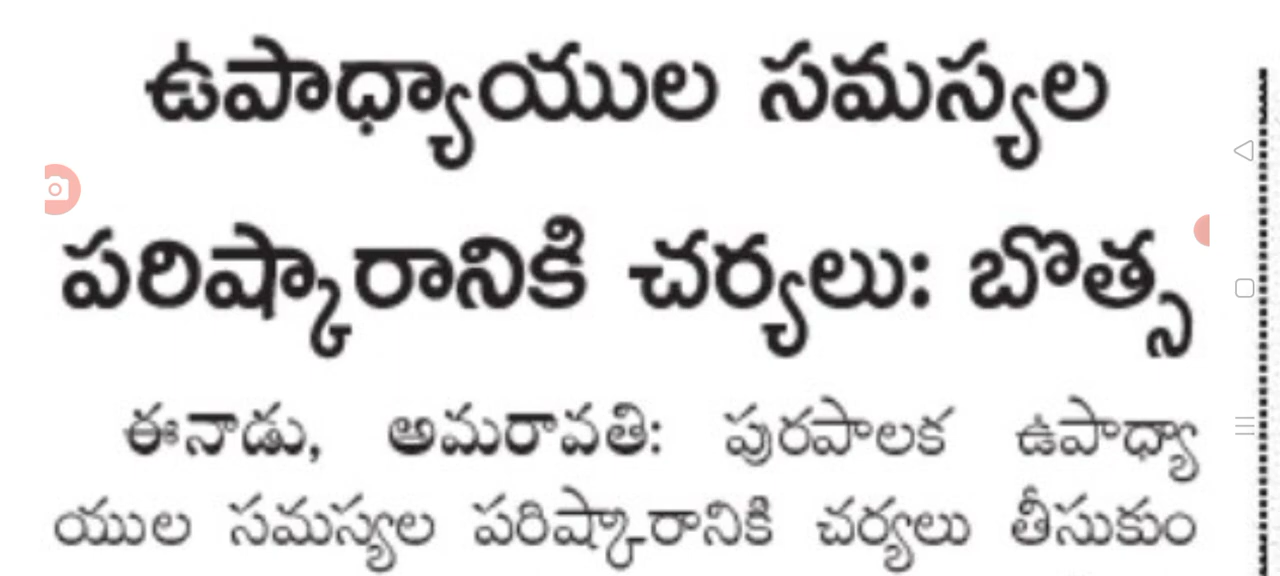 ఉపాధ్యాయుల సమస్యల
పరిష్కారానికి చర్యలు: బొత్స
ఈనాడు, అమరావతి: పురపాలక ఉపాధ్యా
యుల సమస్యల పరిష్కారానికి చర్యలు తీసుకుం